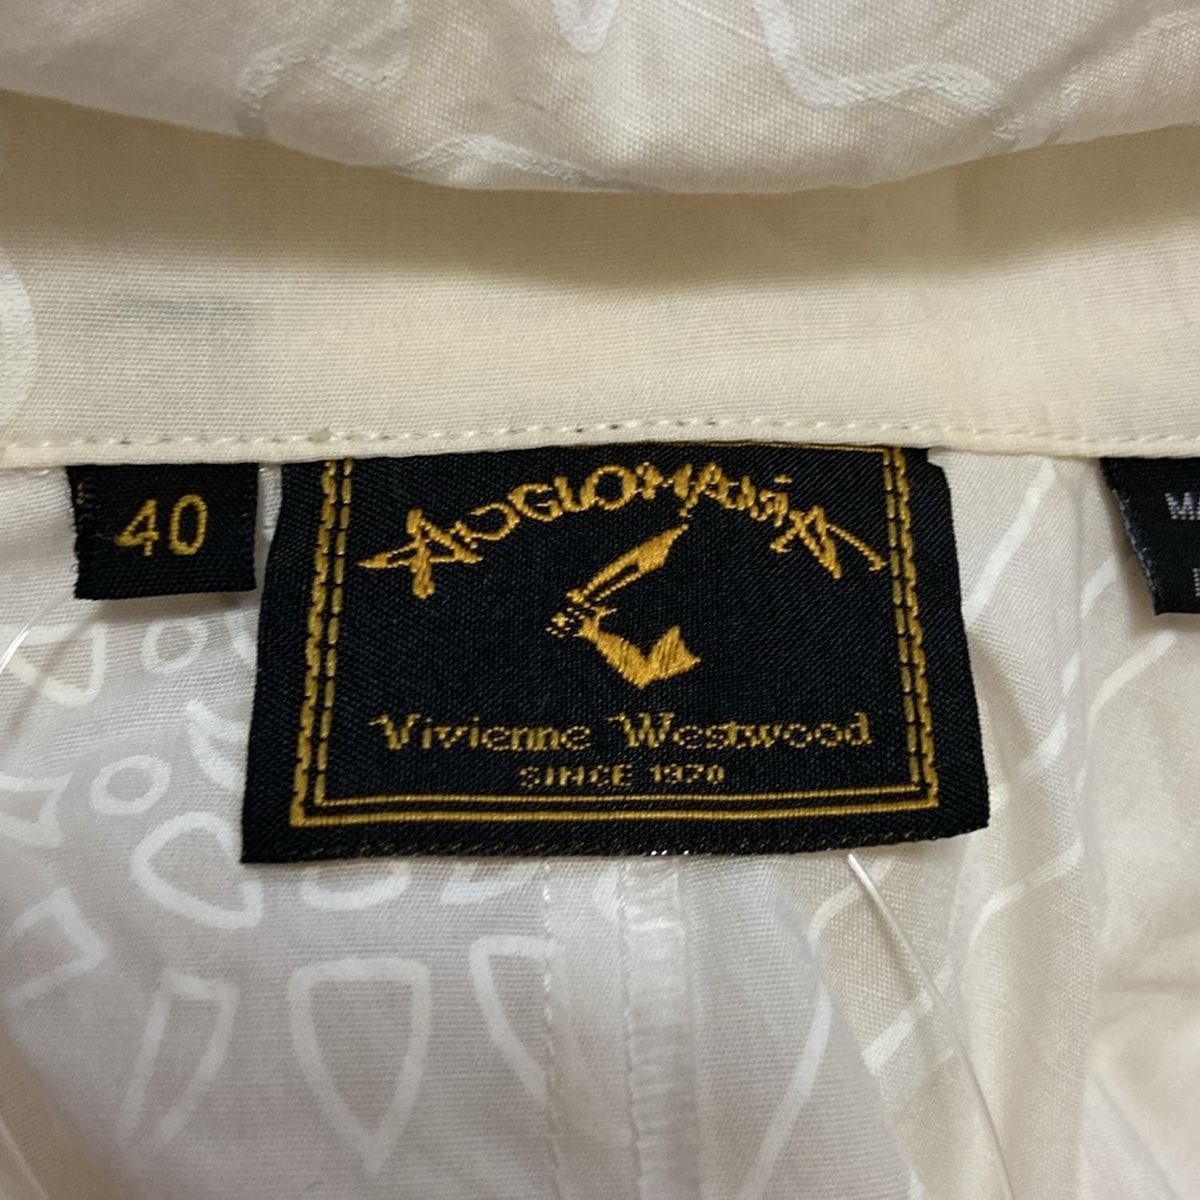 40
ANGLOMANIA
Vivienne Westwood
SINCE 1970